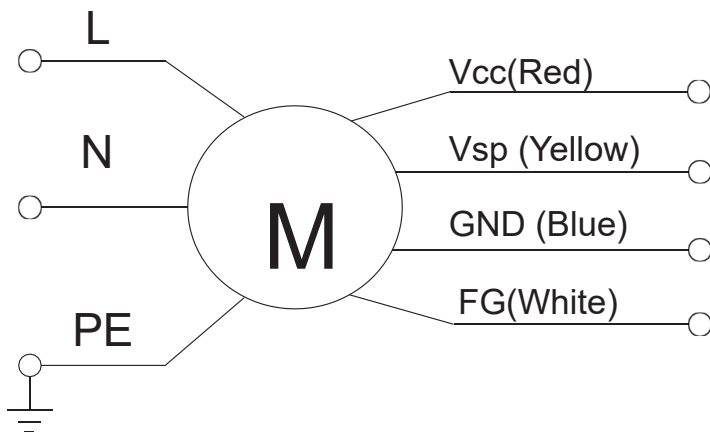 L
Vcc(Red)
N
Vsp (Yellow)
M
GND (Blue)
PE
FG(White)